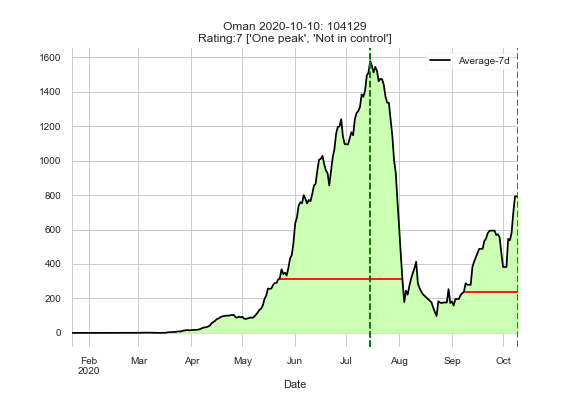 Oman 2020-10-10: 104129
Rating:7 ['One peak', 'Not in control']
Average-7d
1600
1400
1200
1000
800
600
400
200
0
Feb Mar Apr May Jun Jul Aug Sep Oct
2020
Date